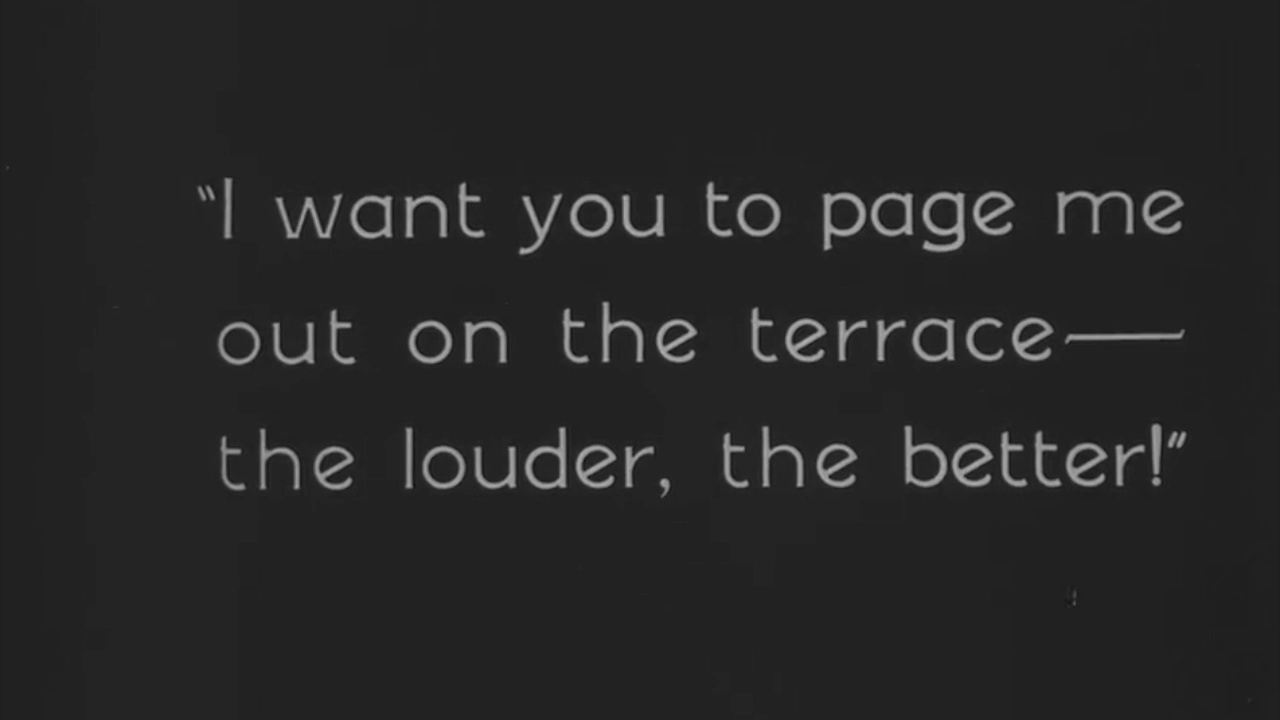 "I want you to page me
out on the terrace—
the louder, the better!"